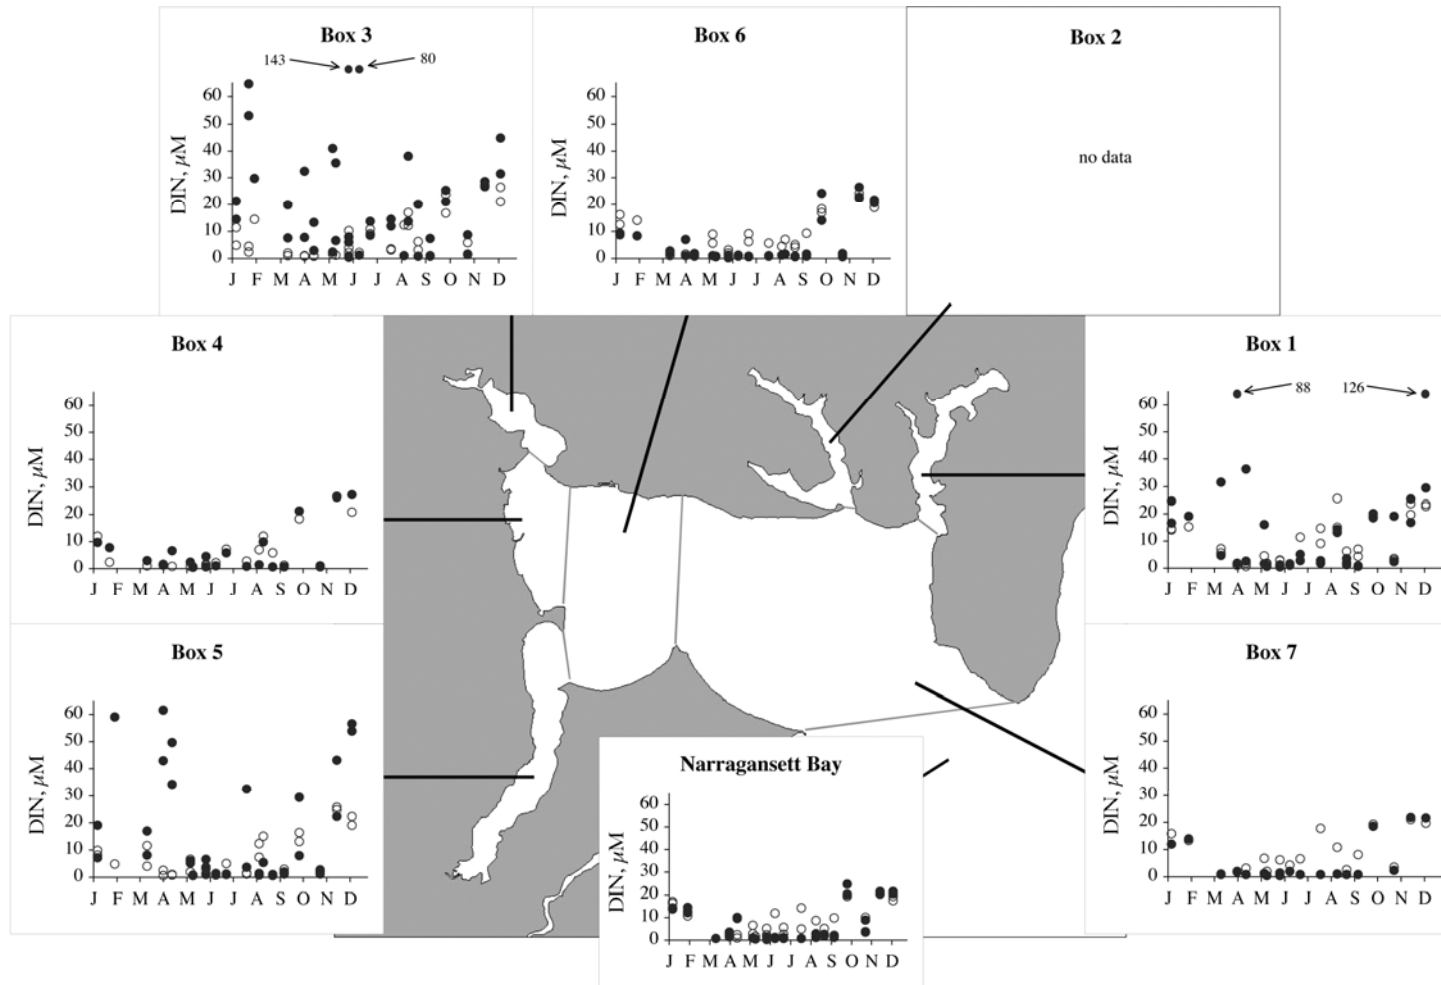 Box 3
143
80
DIN, µM
60
50
40
30
20
10
0
J F M A M J J A S O N D
Box 6
DIN, µM
60
50
40
30
20
10
0
J F M A M J J A S O N D
Box 2
no data
Box 4
DIN, µM
60
50
40
30
20
10
0
J F M A M J J A S O N D
Box 1
88
126
DIN, µM
60
50
40
30
20
10
0
J F M A M J J A S O N D
Box 5
DIN, µM
60
50
40
30
20
10
0
J F M A M J J A S O N D
Box 7
DIN, µM
60
50
40
30
20
10
0
J F M A M J J A S O N D
Narragansett Bay
DIN, µM
60
50
40
30
20
10
0
J F M A M J J A S O N D